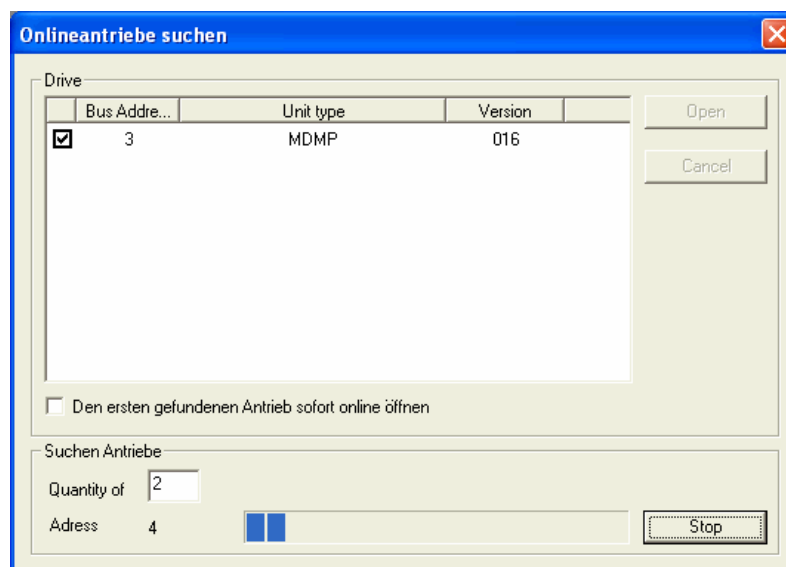 Onlineantriebe suchen
Drive
Bus Addre... Unit type Version
3 MDMP 016
Open
Cancel
Den ersten gefundenen Antrieb sofort online öffnen
Suchen Antriebe
Quantity of 2
Adress 4
Stop